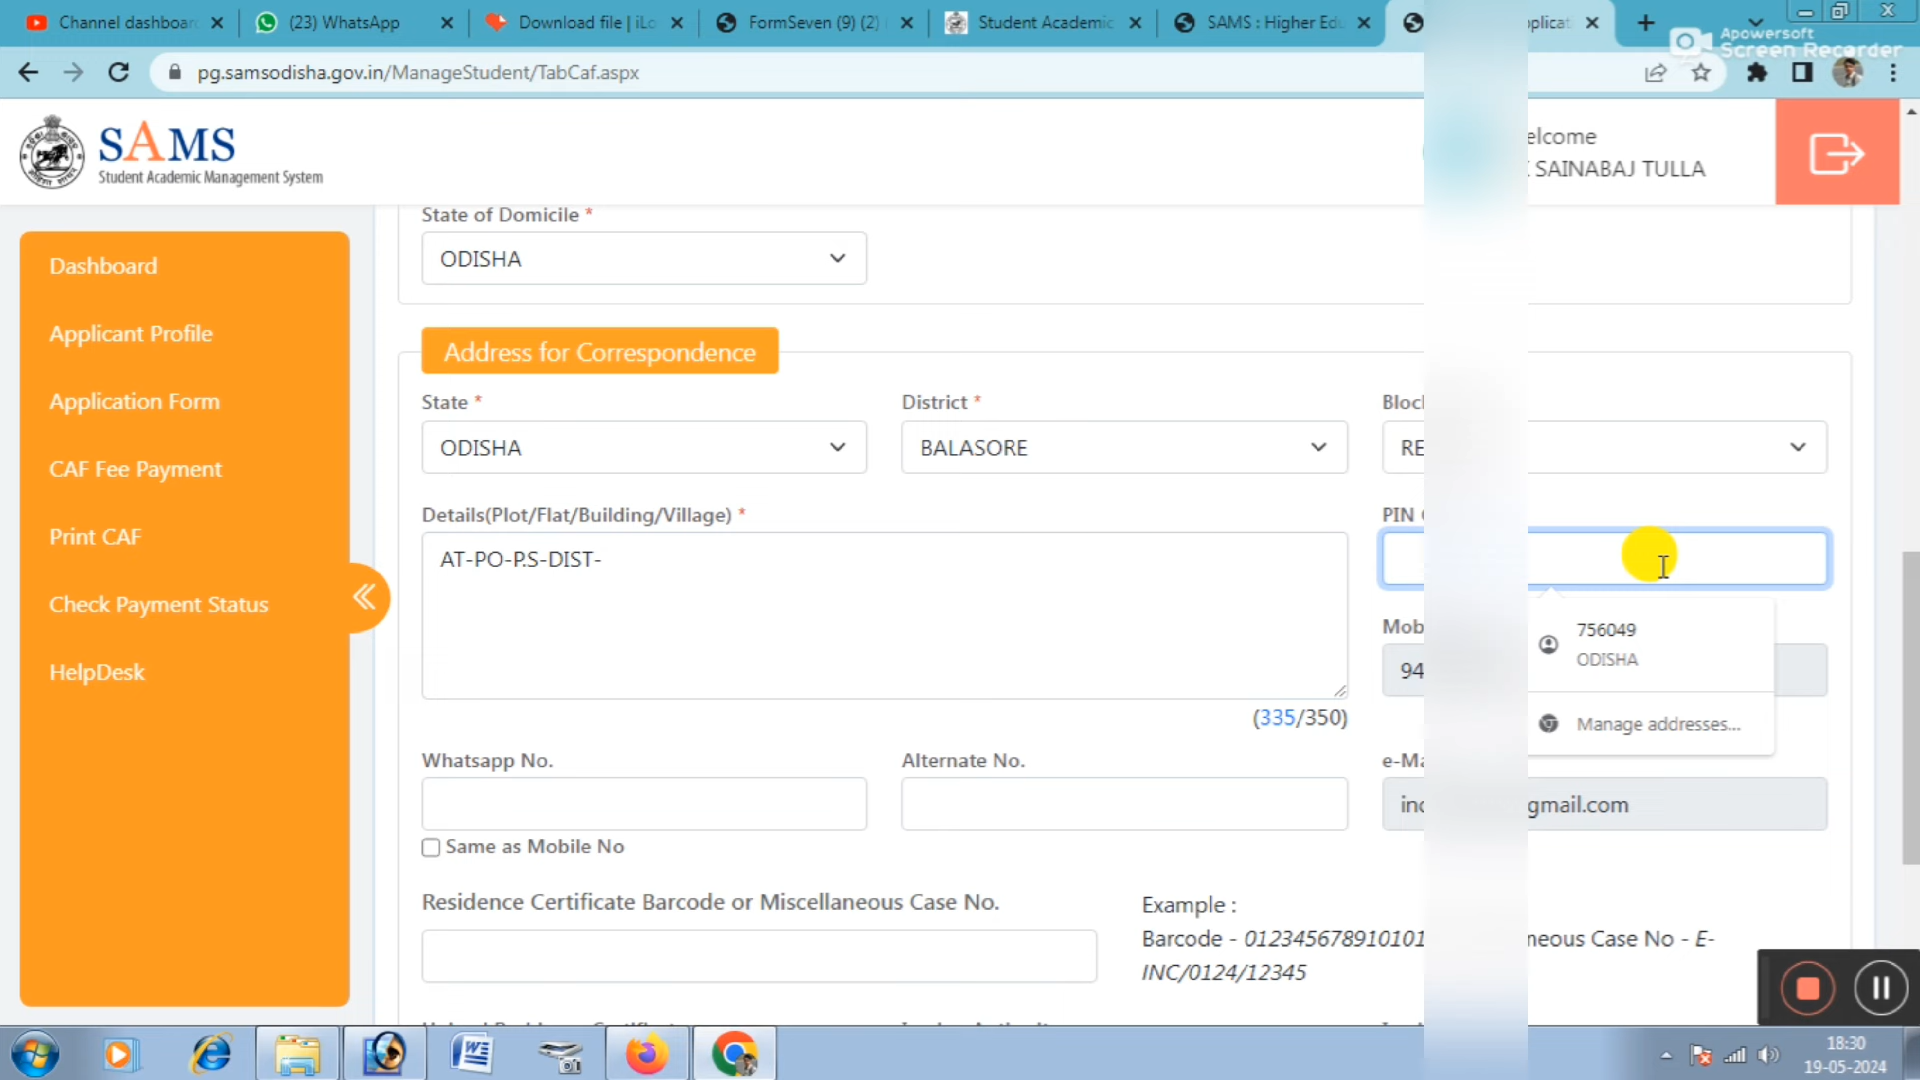 Channel dashboar
(23) WhatsApp
Download file | iLo
FormSeven (9) (2)
Student Academic
SAMS : Higher Edu
plicat
Apowersoft
Screen Recorder
pg.samsodisha.gov.in/ManageStudent/TabCaf.aspx
SAMS
Student Academic Management System
elcome
SAINABAJ TULLA
Dashboard
Applicant Profile
Application Form
CAF Fee Payment
Print CAF
Check Payment Status
HelpDesk
State of Domicile *
ODISHA
Address for Correspondence
State *
District *
Bloc
ODISHA
BALASORE
RE
Details(Plot/Flat/Building/Village) *
PIN
AT-PO-P.S-DIST-
Mob
94
756049
ODISHA
Manage addresses...
(335/350)
Whatsapp No.
Alternate No.
e-Ma
gmail.com
Same as Mobile No
Residence Certificate Barcode or Miscellaneous Case No.
Example :
Barcode - 012345678910101
neous Case No - E-
INC/0124/12345
18:30
19-05-2024